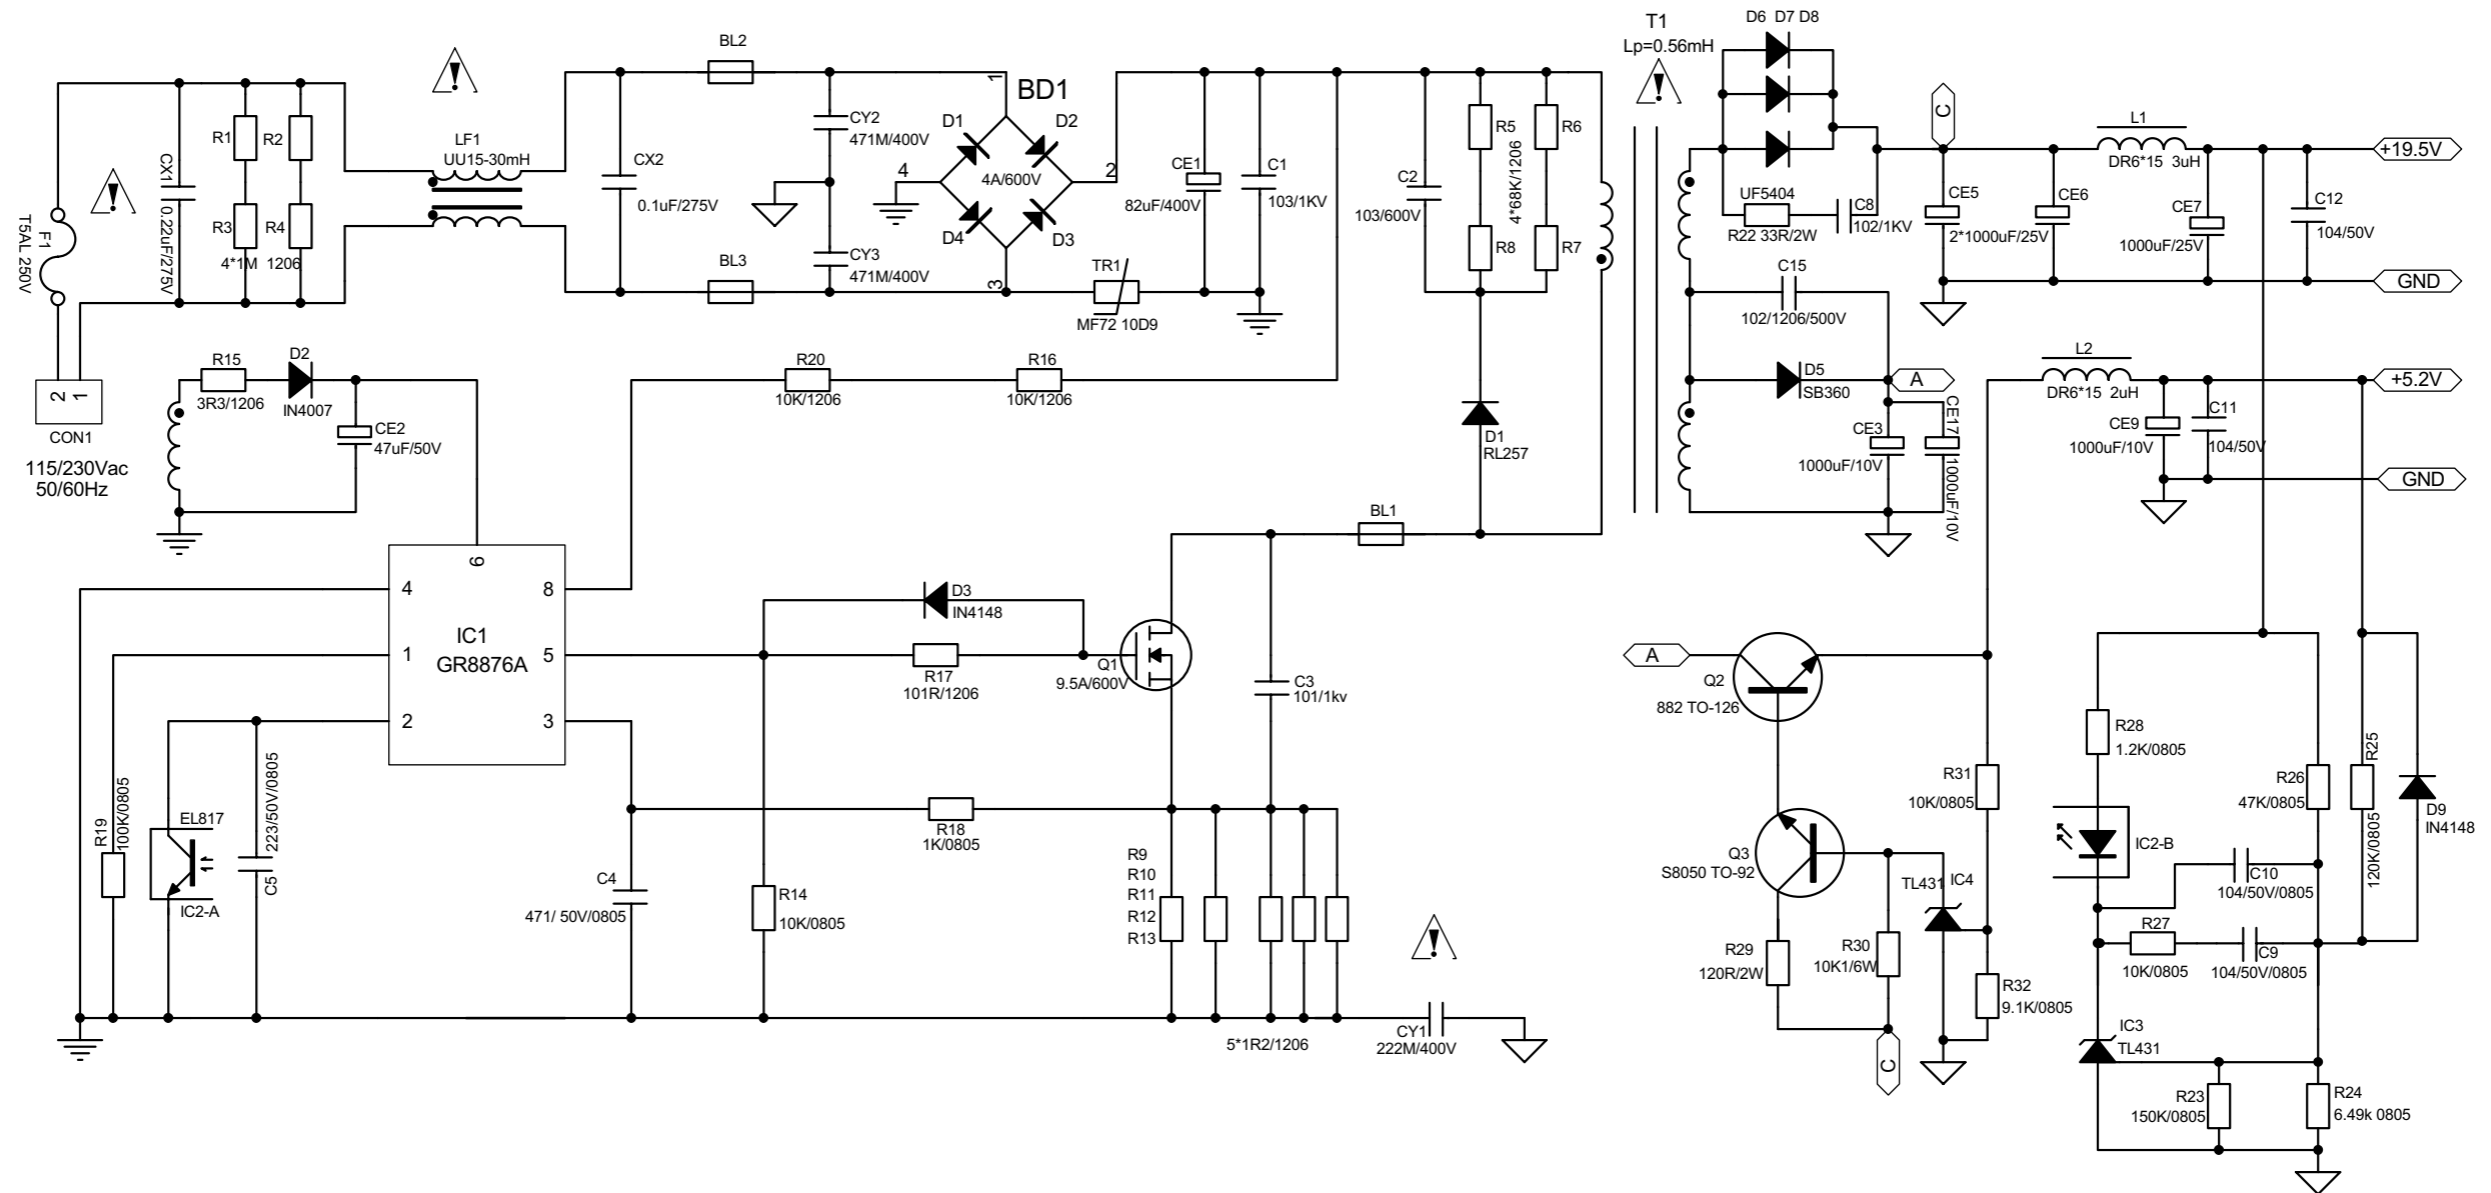 T1
Lp=0.56mH
D6 D7 D8
BL2
BD1
R1
R2
LF1
UU15-30mH
CX1
0.22uF/275V
F1
T5AL 250V
R3
R4
4*1M 1206
CX2
0.1uF/275V
CY2
471M/400V
CY3
471M/400V
BL3
1
D1
D2
4
4A/600V
2
D4
D3
3
CE1
82uF/400V
C1
103/1KV
TR1
MF72 10D9
C2
103/600V
R5
R6
4*68K/1206
R8
R7
UF5404
R22 33R/2W
C8
102/1KV
C
CE5
2*1000uF/25V
CE6
L1
DR6*15 3uH
CE7
1000uF/25V
C12
104/50V
+19.5V
GND
C15
102/1206/500V
D5
SB360
A
CE3
1000uF/10V
CE17
1000uF/10V
L2
DR6*15 2uH
CE9
1000uF/10V
C11
104/50V
+5.2V
GND
2 1
CON1
115/230Vac
50/60Hz
R15
3R3/1206
D2
IN4007
CE2
47uF/50V
R20
10K/1206
R16
10K/1206
D1
RL257
BL1
6
4
8
IC1
GR8876A
1
5
2
3
D3
IN4148
R17
101R/1206
Q1
9.5A/600V
C3
101/1kv
R19
100K/0805
EL817
IC2-A
223/50V/0805
C5
C4
471/ 50V/0805
R18
1K/0805
R14
10K/0805
R9
R10
R11
R12
R13
5*1R2/1206
CY1
222M/400V
A
Q2
882 TO-126
Q3
S8050 TO-92
R29
120R/2W
R30
10K1/6W
C
TL431
IC4
R31
10K/0805
R32
9.1K/0805
R28
1.2K/0805
IC2-B
R26
47K/0805
R25
120K/0805
D9
IN4148
C10
104/50V/0805
R27
10K/0805
C9
104/50V/0805
IC3
TL431
R23
150K/0805
R24
6.49k 0805